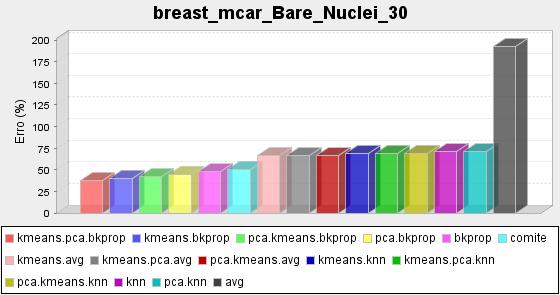 breast_mcar_Bare_Nuclei_30
Erro (%)
200
175
150
125
100
75
50
25
0
kmeans.pca.bkprop kmeans.bkprop pca.kmeans.bkprop pca.bkprop bkprop comite
kmeans.avg kmeans.pca.avg pca.kmeans.avg kmeans.knn kmeans.pca.knn
pca.kmeans.knn knn pca.knn avg